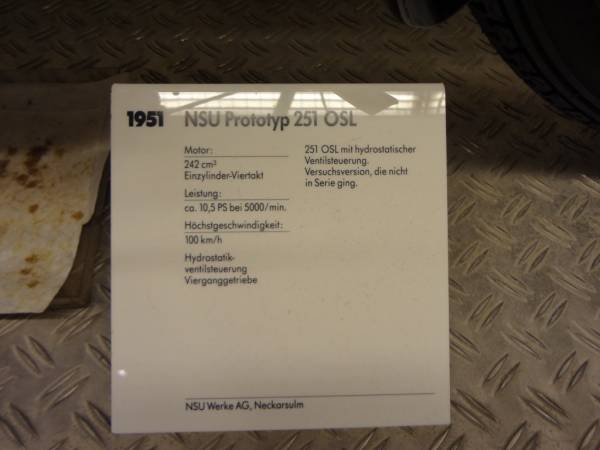 1951 NSU Prototyp 251 OSL
Motor:
242 cm³
Einzylinder-Viertakt
Leistung:
ca. 10,5 PS bei 5000/min.
Höchstgeschwindigkeit:
100 km/h
Hydrostatik-
ventilsteuerung
Vierganggetriebe
251 OSL mit hydrostatischer
Ventilsteuerung.
Versuchsversion, die nicht
in Serie ging.
NSU Werke AG, Neckarsulm